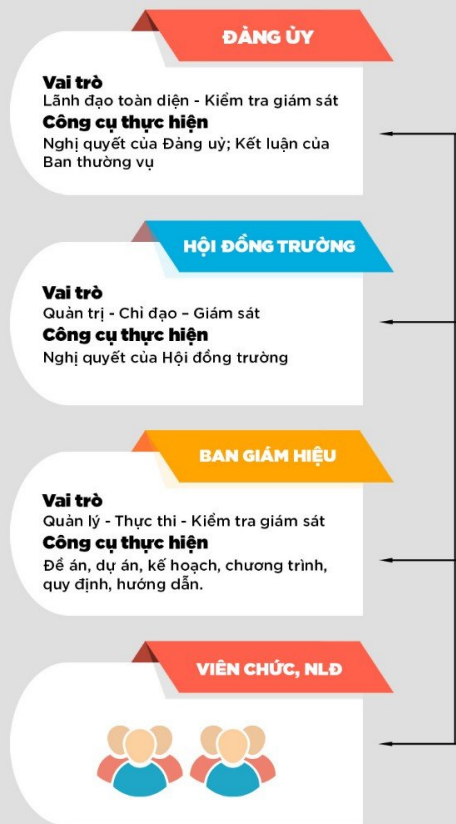 ĐẢNG ỦY
Vai trò
Lãnh đạo toàn diện - Kiểm tra giám sát
Công cụ thực hiện
Nghị quyết của Đảng uỷ; Kết luận của
Ban thường vụ
HỘI ĐỒNG TRƯỜNG
Vai trò
Quản trị - Chỉ đạo – Giám sát
Công cụ thực hiện
Nghị quyết của Hội đồng trường
BAN GIÁM HIỆU
Vai trò
Quản lý - Thực thi - Kiểm tra giám sát
Công cụ thực hiện
Đề án, dự án, kế hoạch, chương trình,
quy định, hướng dẫn.
VIÊN CHỨC, NLĐ